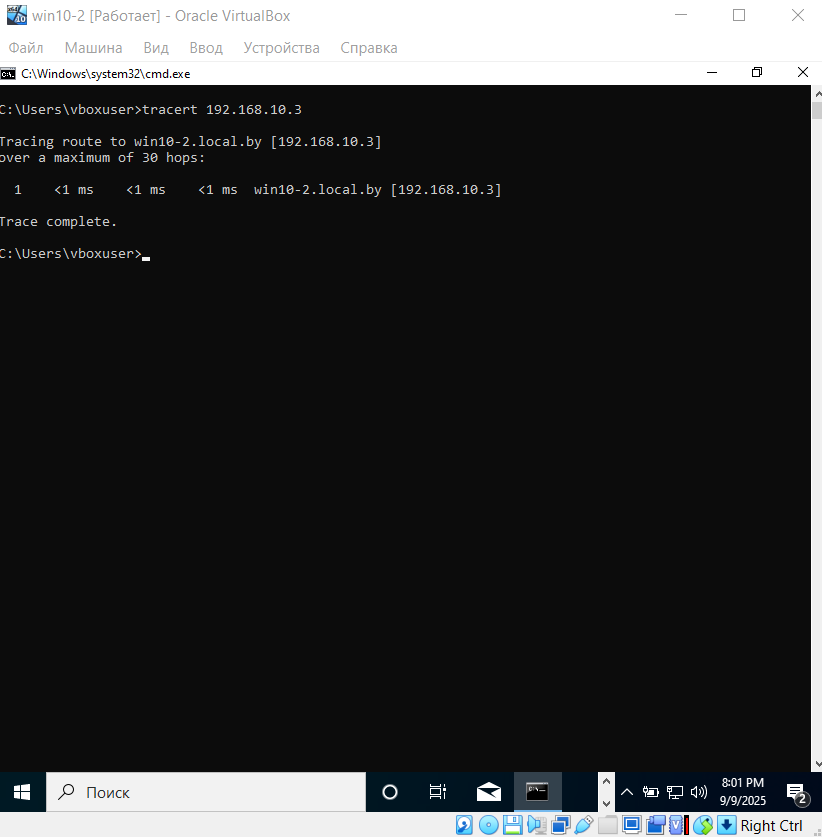 win10-2 [Работает] - Oracle VirtualBox
Файл Машина Вид Ввод Устройства Справка
C:\Windows\system32\cmd.exe
C:\Users\vboxuser>tracert 192.168.10.3
Tracing route to win10-2.local.by [192.168.10.3]
over a maximum of 30 hops:
1 <1 ms <1 ms <1 ms win10-2.local.by [192.168.10.3]
Trace complete.
C:\Users\vboxuser>
Поиск
8:01 PM
9/9/2025
2
Right Ctrl